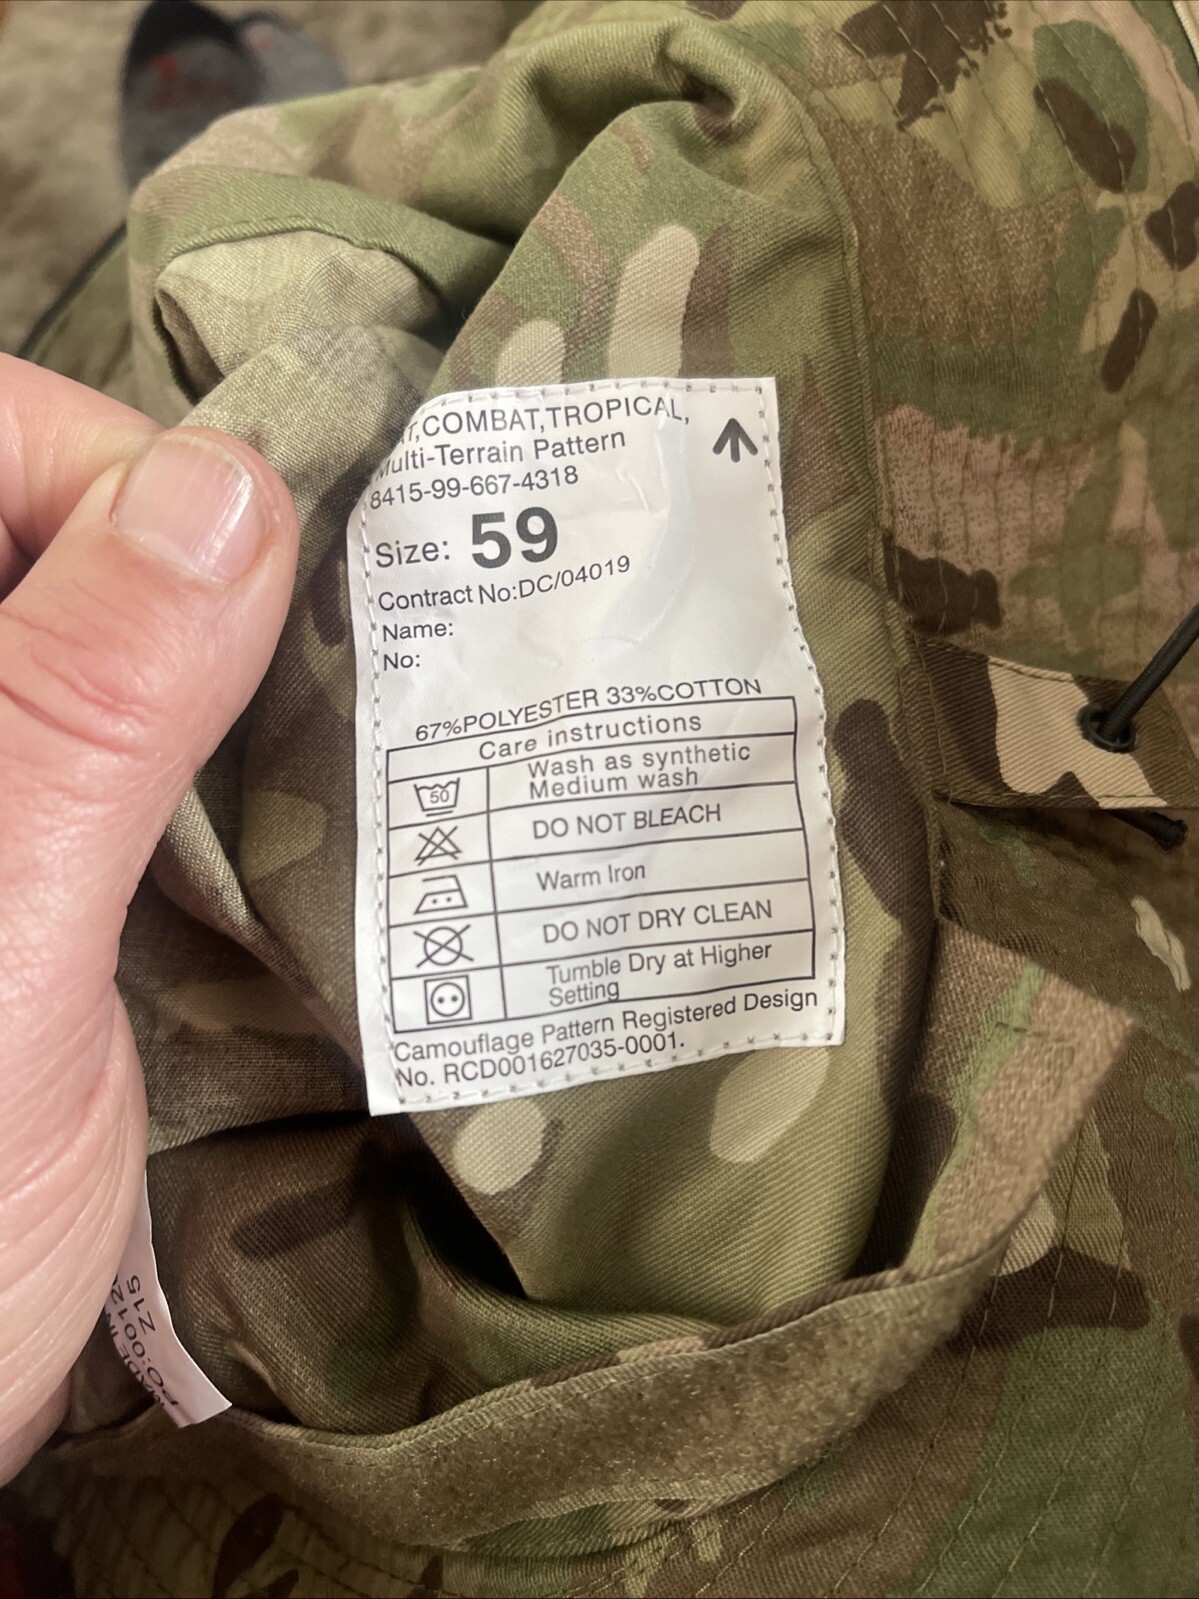 T,COMBAT,TROPICAL,
Multi-Terrain Pattern
8415-99-667-4318
Size: 59
Contract No:DC/04019
Name:
No:
67%POLYESTER 33%COTTON
Care instructions
50
Wash as synthetic
Medium wash
DO NOT BLEACH
Warm Iron
DO NOT DRY CLEAN
Tumble Dry at Higher
Setting
Camouflage Pattern Registered Design
No. RCD001627035-0001.
Z15